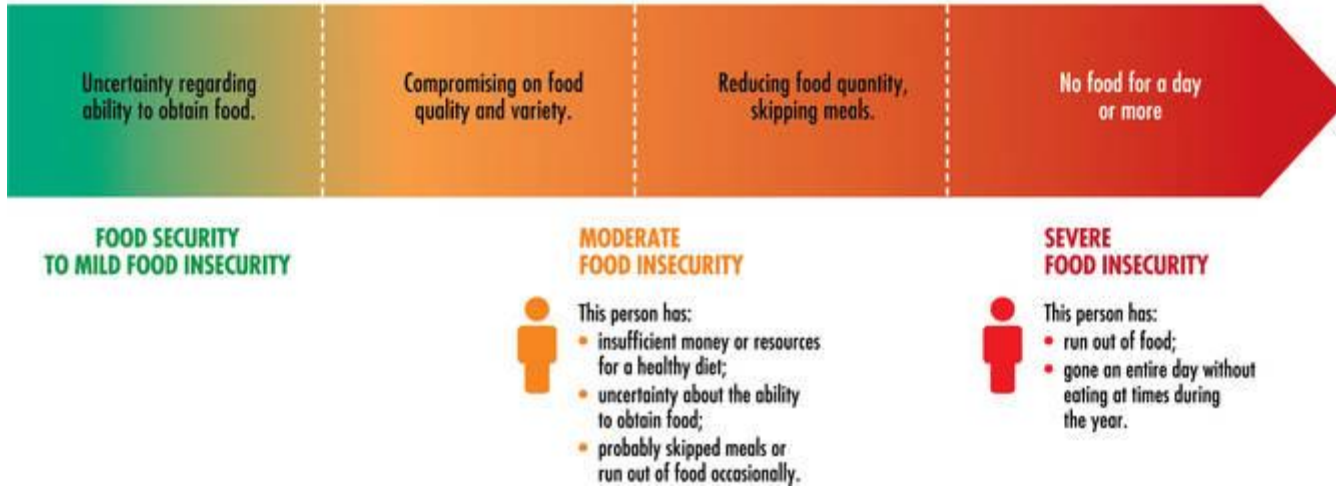 Uncertainty regarding
ability to obtain food.
Compromising on food
quality and variety.
Reducing food quantity,
skipping meals.
No food for a day
or more
FOOD SECURITY
TO MILD FOOD INSECURITY
MODERATE
FOOD INSECURITY
This person has:
• insufficient money or resources
for a healthy diet;
• uncertainty about the ability
to obtain food;
• probably skipped meals or
run out of food occasionally.
SEVERE
FOOD INSECURITY
This person has:
• run out of food;
• gone an entire day without
eating at times during
the year.